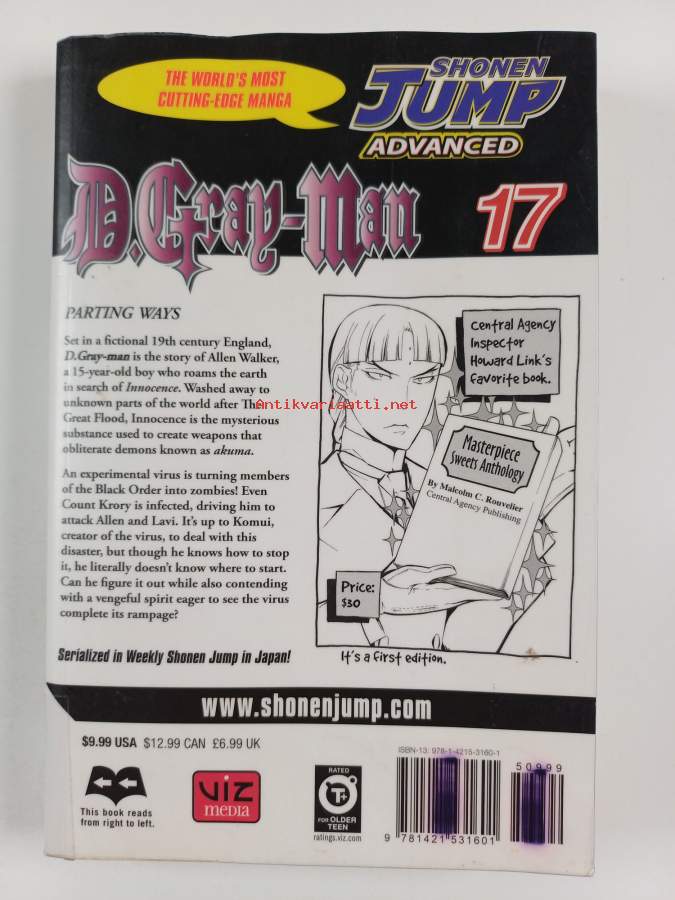 THE WORLD'S MOST
CUTTING-EDGE MANGA
SHONEN
JUMP
ADVANCED
D.Gray-Man
17
PARTING WAYS
Set in a fictional 19th century England,
D.Gray-man is the story of Allen Walker,
a 15-year-old boy who roams the earth
in search of Innocence. Washed away to
unknown parts of the world after The
Great Flood, Innocence is the mysterious
substance used to create weapons that
obliterate demons known as akuma.
An experimental virus is turning members
of the Black Order into zombies! Even
Count Krory is infected, driving him to
attack Allen and Lavi. It's up to Komui,
creator of the virus, to deal with this
disaster, but though he knows how to stop
it, he literally doesn't know where to start.
Can he figure it out while also contending
with a vengeful spirit eager to see the virus
complete its rampage?
Serialized in Weekly Shonen Jump in Japan!
Central Agency
Inspector
Howard Link's
favorite book.
Masterpiece
Sweets Anthology
By Malcolm C. Rouvelier
Central Agency Publishing
Price:
$30
It's a first edition.
Antikvariaatti.net
www.shonenjump.com
$9.99 USA $12.99 CAN £6.99 UK
This book reads
from right to left.
VIZ
MEDIA
RATED
T+
FOR OLDER
TEEN
ratings.viz.com
ISBN-13: 978-1-4215-3160-1
50999
9 781421 531601